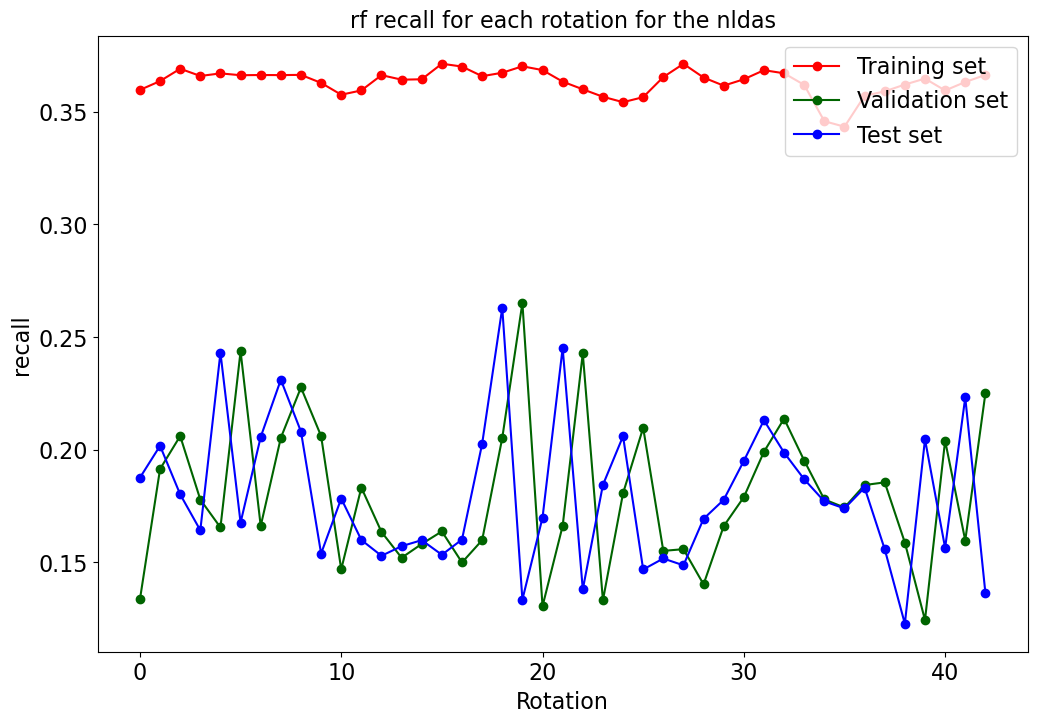 rf recall for each rotation for the nldas
Training set
Validation set
Test set
0.35
0.30
0.25
0.20
0.15
recall
0 10 20 30 40
Rotation